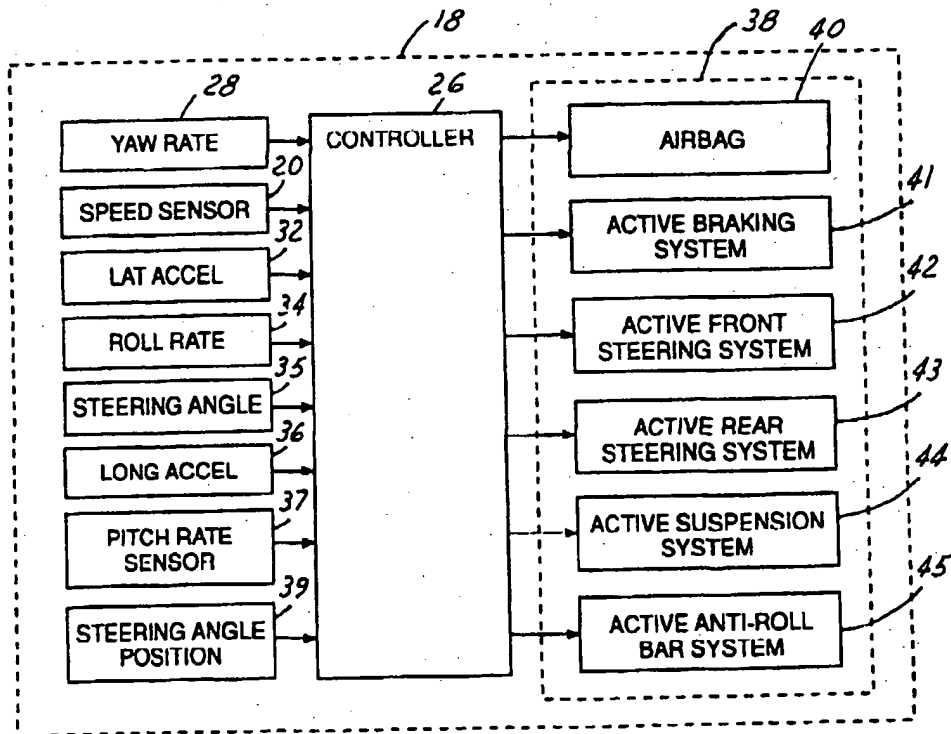 18
38
40
28
26
YAW RATE
CONTROLLER
AIRBAG
20
SPEED SENSOR
41
ACTIVE BRAKING
SYSTEM
32
LAT ACCEL
42
34
ROLL RATE
ACTIVE FRONT
STEERING SYSTEM
35
STEERING ANGLE
43
36
LONG ACCEL
ACTIVE REAR
STEERING SYSTEM
37
PITCH RATE
SENSOR
44
ACTIVE SUSPENSION
SYSTEM
39
STEERING ANGLE
POSITION
45
ACTIVE ANTI-ROLL
BAR SYSTEM